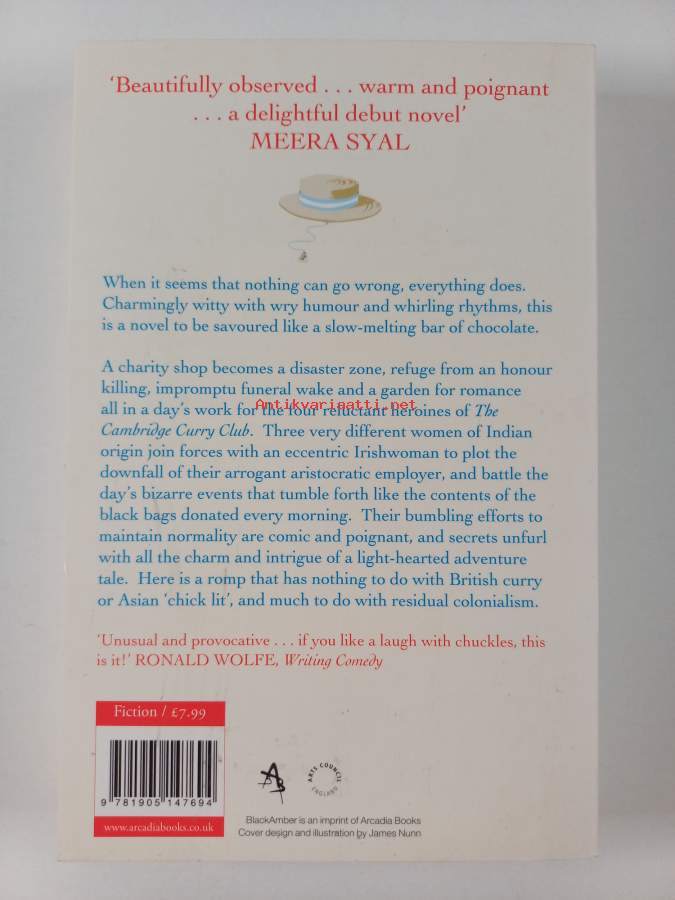 ‘Beautifully observed . . . warm and poignant
. . . a delightful debut novel’
MEERA SYAL
When it seems that nothing can go wrong, everything does.
Charmingly witty with wry humour and whirling rhythms, this
is a novel to be savoured like a slow-melting bar of chocolate.
A charity shop becomes a disaster zone, refuge from an honour
killing, impromptu funeral wake and a garden for romance
Antikvariaatti.net
all in a day’s work for the four reluctant heroines of The
Cambridge Curry Club. Three very different women of Indian
origin join forces with an eccentric Irishwoman to plot the
downfall of their arrogant aristocratic employer, and battle the
day’s bizarre events that tumble forth like the contents of the
black bags donated every morning. Their bumbling efforts to
maintain normality are comic and poignant, and secrets unfurl
with all the charm and intrigue of a light-hearted adventure
tale. Here is a romp that has nothing to do with British curry
or Asian ‘chick lit’, and much to do with residual colonialism.
‘Unusual and provocative . . . if you like a laugh with chuckles, this
is it!’ RONALD WOLFE, Writing Comedy
Fiction / £7.99
9 781905 147694
www.arcadiabooks.co.uk
AB
ARTS COUNCIL
ENGLAND
BlackAmber is an imprint of Arcadia Books
Cover design and illustration by James Nunn